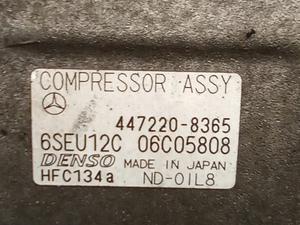 COMPRESSOR ASSY
447220-8365
6SEU12C 06C05808
DENSO MADE IN JAPAN
HFC134a ND-OIL8